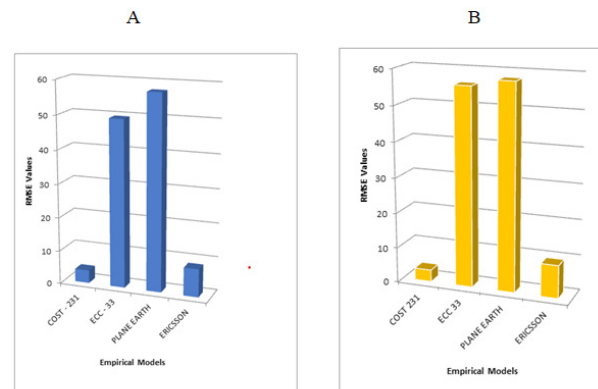 A
60
50
40
30
20
10
0
RMSE Values
COST - 231
ECC - 33
PLANE EARTH
ERICSSON
Empirical Models
B
60
50
40
30
20
10
0
RMSE Values
COST 231
ECC 33
PLANE EARTH
ERICSSON
Empirical Models